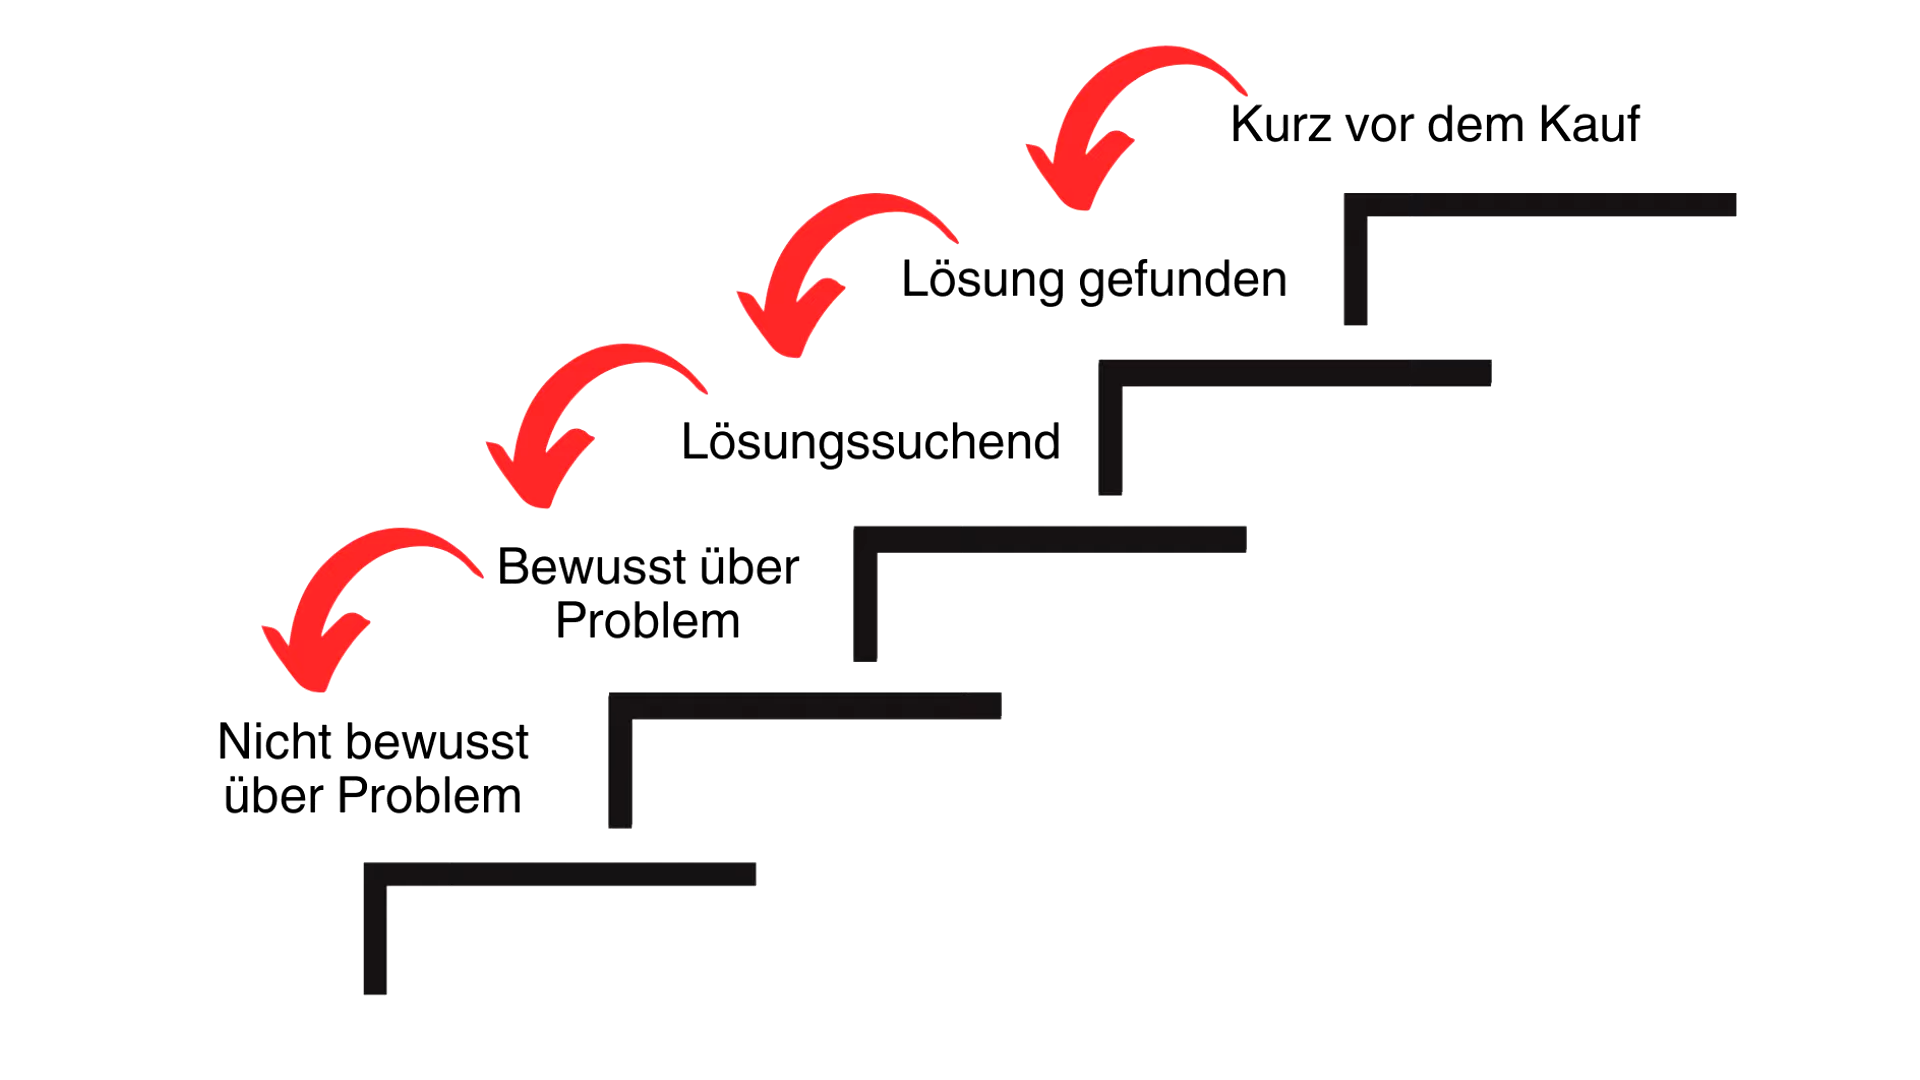 Kurz vor dem Kauf
Lösung gefunden
Lösungssuchend
Bewusst über
Problem
Nicht bewusst
über Problem